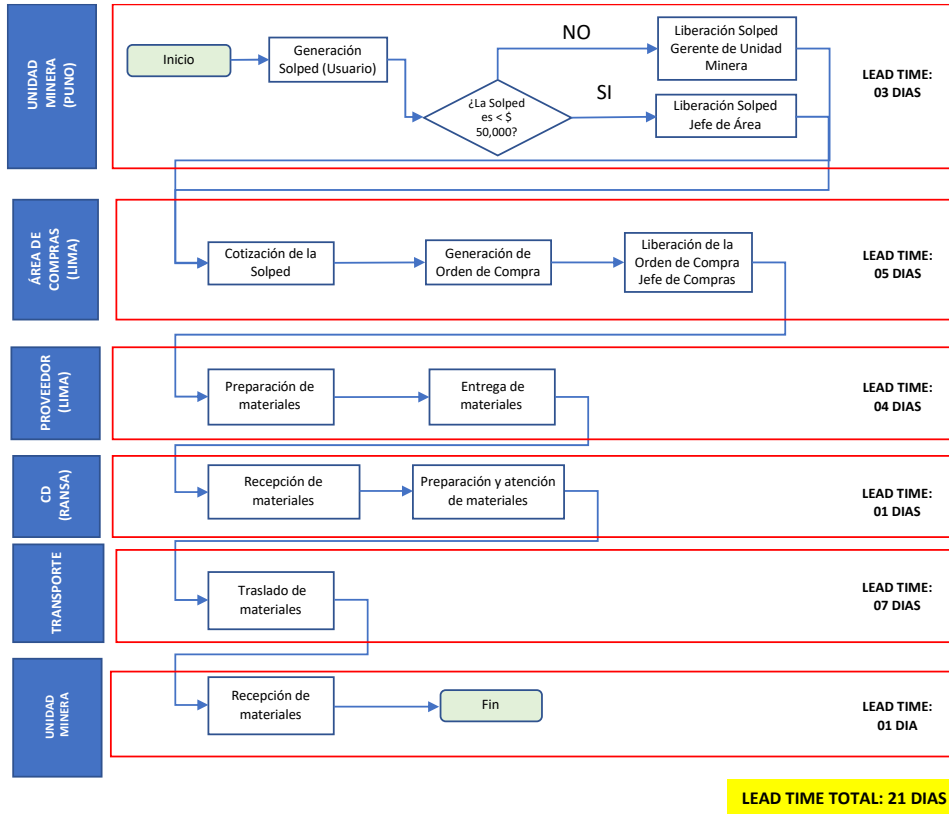 UNIDAD
MINERA
(PUNO)
Inicio
Generación
Solped (Usuario)
¿La Solped
es < $
50,000?
NO
SI
Liberación Solped
Gerente de Unidad
Minera
Liberación Solped
Jefe de Área
LEAD TIME:
03 DIAS
ÁREA DE
COMPRAS
(LIMA)
Cotización de la
Solped
Generación de
Orden de Compra
Liberación de la
Orden de Compra
Jefe de Compras
LEAD TIME:
05 DIAS
PROVEEDOR
(LIMA)
Preparación de
materiales
Entrega de
materiales
LEAD TIME:
04 DIAS
CD
(RANSA)
Recepción de
materiales
Preparación y atención
de materiales
LEAD TIME:
01 DIAS
TRANSPORTE
Traslado de
materiales
LEAD TIME:
07 DIAS
UNIDAD
MINERA
Recepción de
materiales
Fin
LEAD TIME:
01 DIA
LEAD TIME TOTAL: 21 DIAS